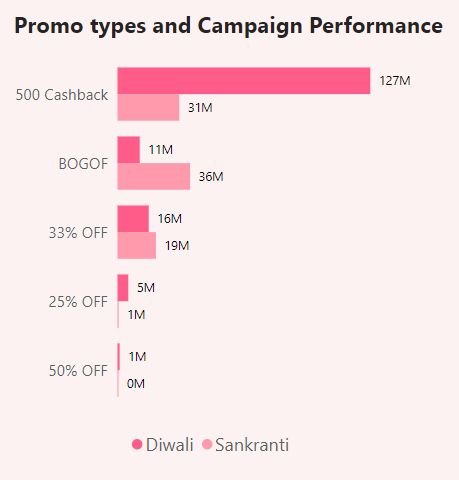 Promo types and Campaign Performance
500 Cashback
127M
31M
BOGOF
11M
36M
33% OFF
16M
19M
25% OFF
5M
1M
50% OFF
1M
0M
Diwali Sankranti